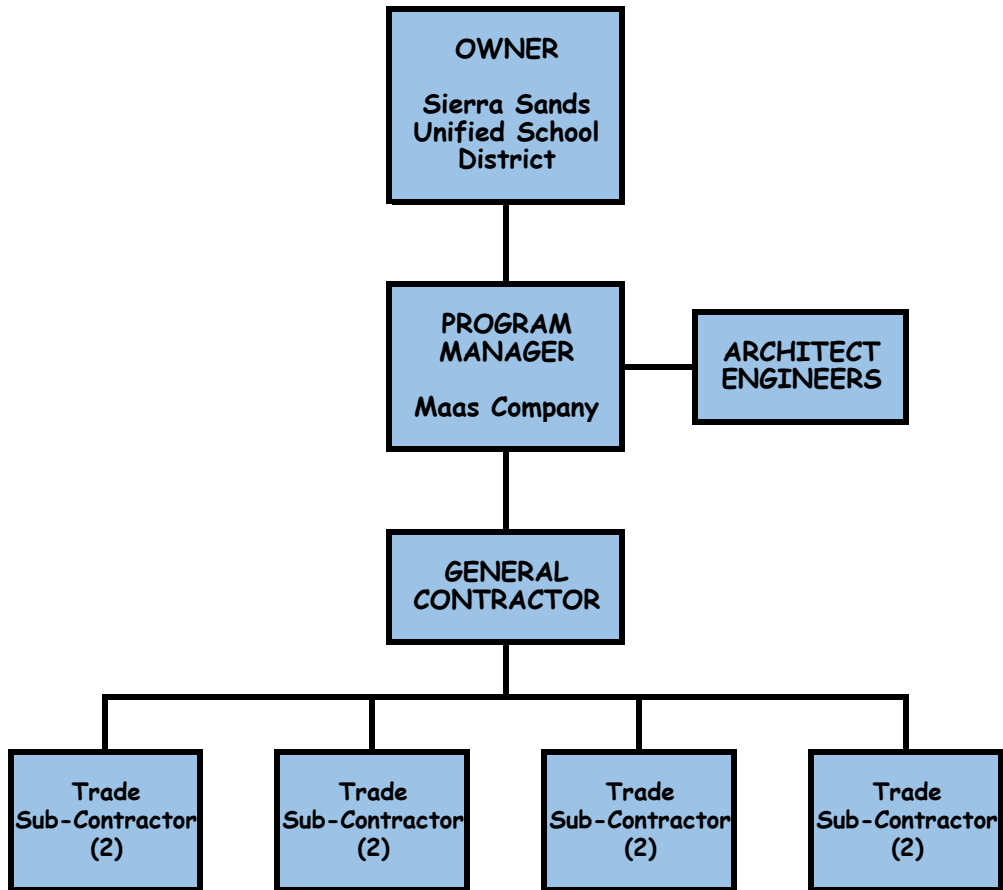 OWNER
Sierra Sands
Unified School
District
PROGRAM
MANAGER
Maas Company
ARCHITECT
ENGINEERS
GENERAL
CONTRACTOR
Trade
Sub-Contractor
(2)
Trade
Sub-Contractor
(2)
Trade
Sub-Contractor
(2)
Trade
Sub-Contractor
(2)